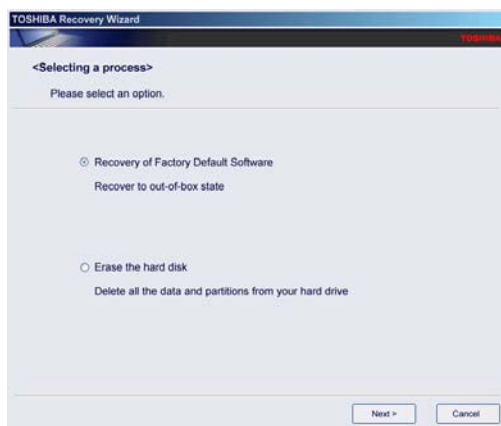 TOSHIBA Recovery Wizard
TOSHIBA
<Selecting a process>
Please select an option.
Recovery of Factory Default Software
Recover to out-of-box state
Erase the hard disk
Delete all the data and partitions from your hard drive
Next >
Cancel